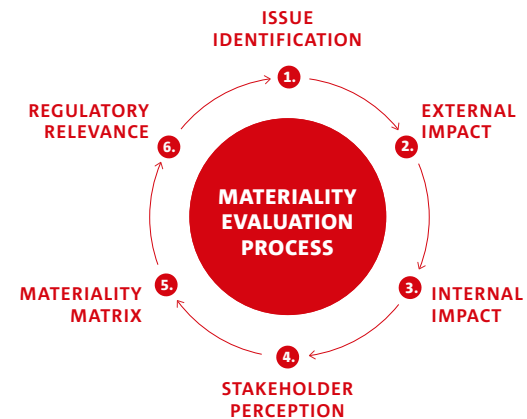 ISSUE
IDENTIFICATION
1.
EXTERNAL
IMPACT
2.
INTERNAL
IMPACT
3.
STAKEHOLDER
PERCEPTION
4.
MATERIALITY
MATRIX
5.
REGULATORY
RELEVANCE
6.
MATERIALITY
EVALUATION
PROCESS